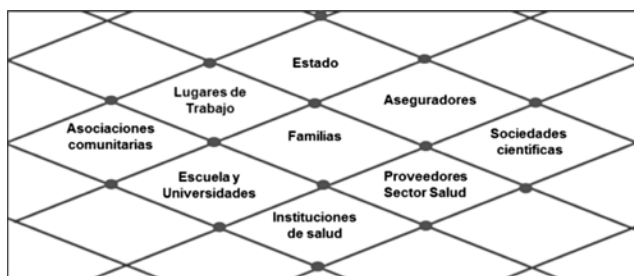 Estado
Lugares de
Trabajo
Aseguradores
Asociaciones
comunitarias
Familias
Sociedades
científicas
Escuela y
Universidades
Proveedores
Sector Salud
Instituciones
de salud